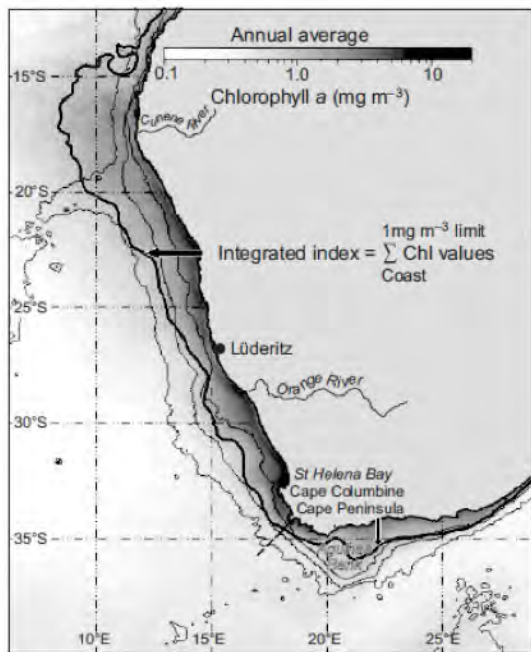 Annual average
0.1 1.0 10
Chlorophyll a (mg m⁻³)
15°S
Cunene River
20°S
1mg m⁻³ limit
Integrated index = ∑ Chl values
Coast
25°S
Lüderitz
Orange River
30°S
St Helena Bay
Cape Columbine
Cape Peninsula
35°S
Agulhas
Bank
10°E 15°E 20°E 25°E